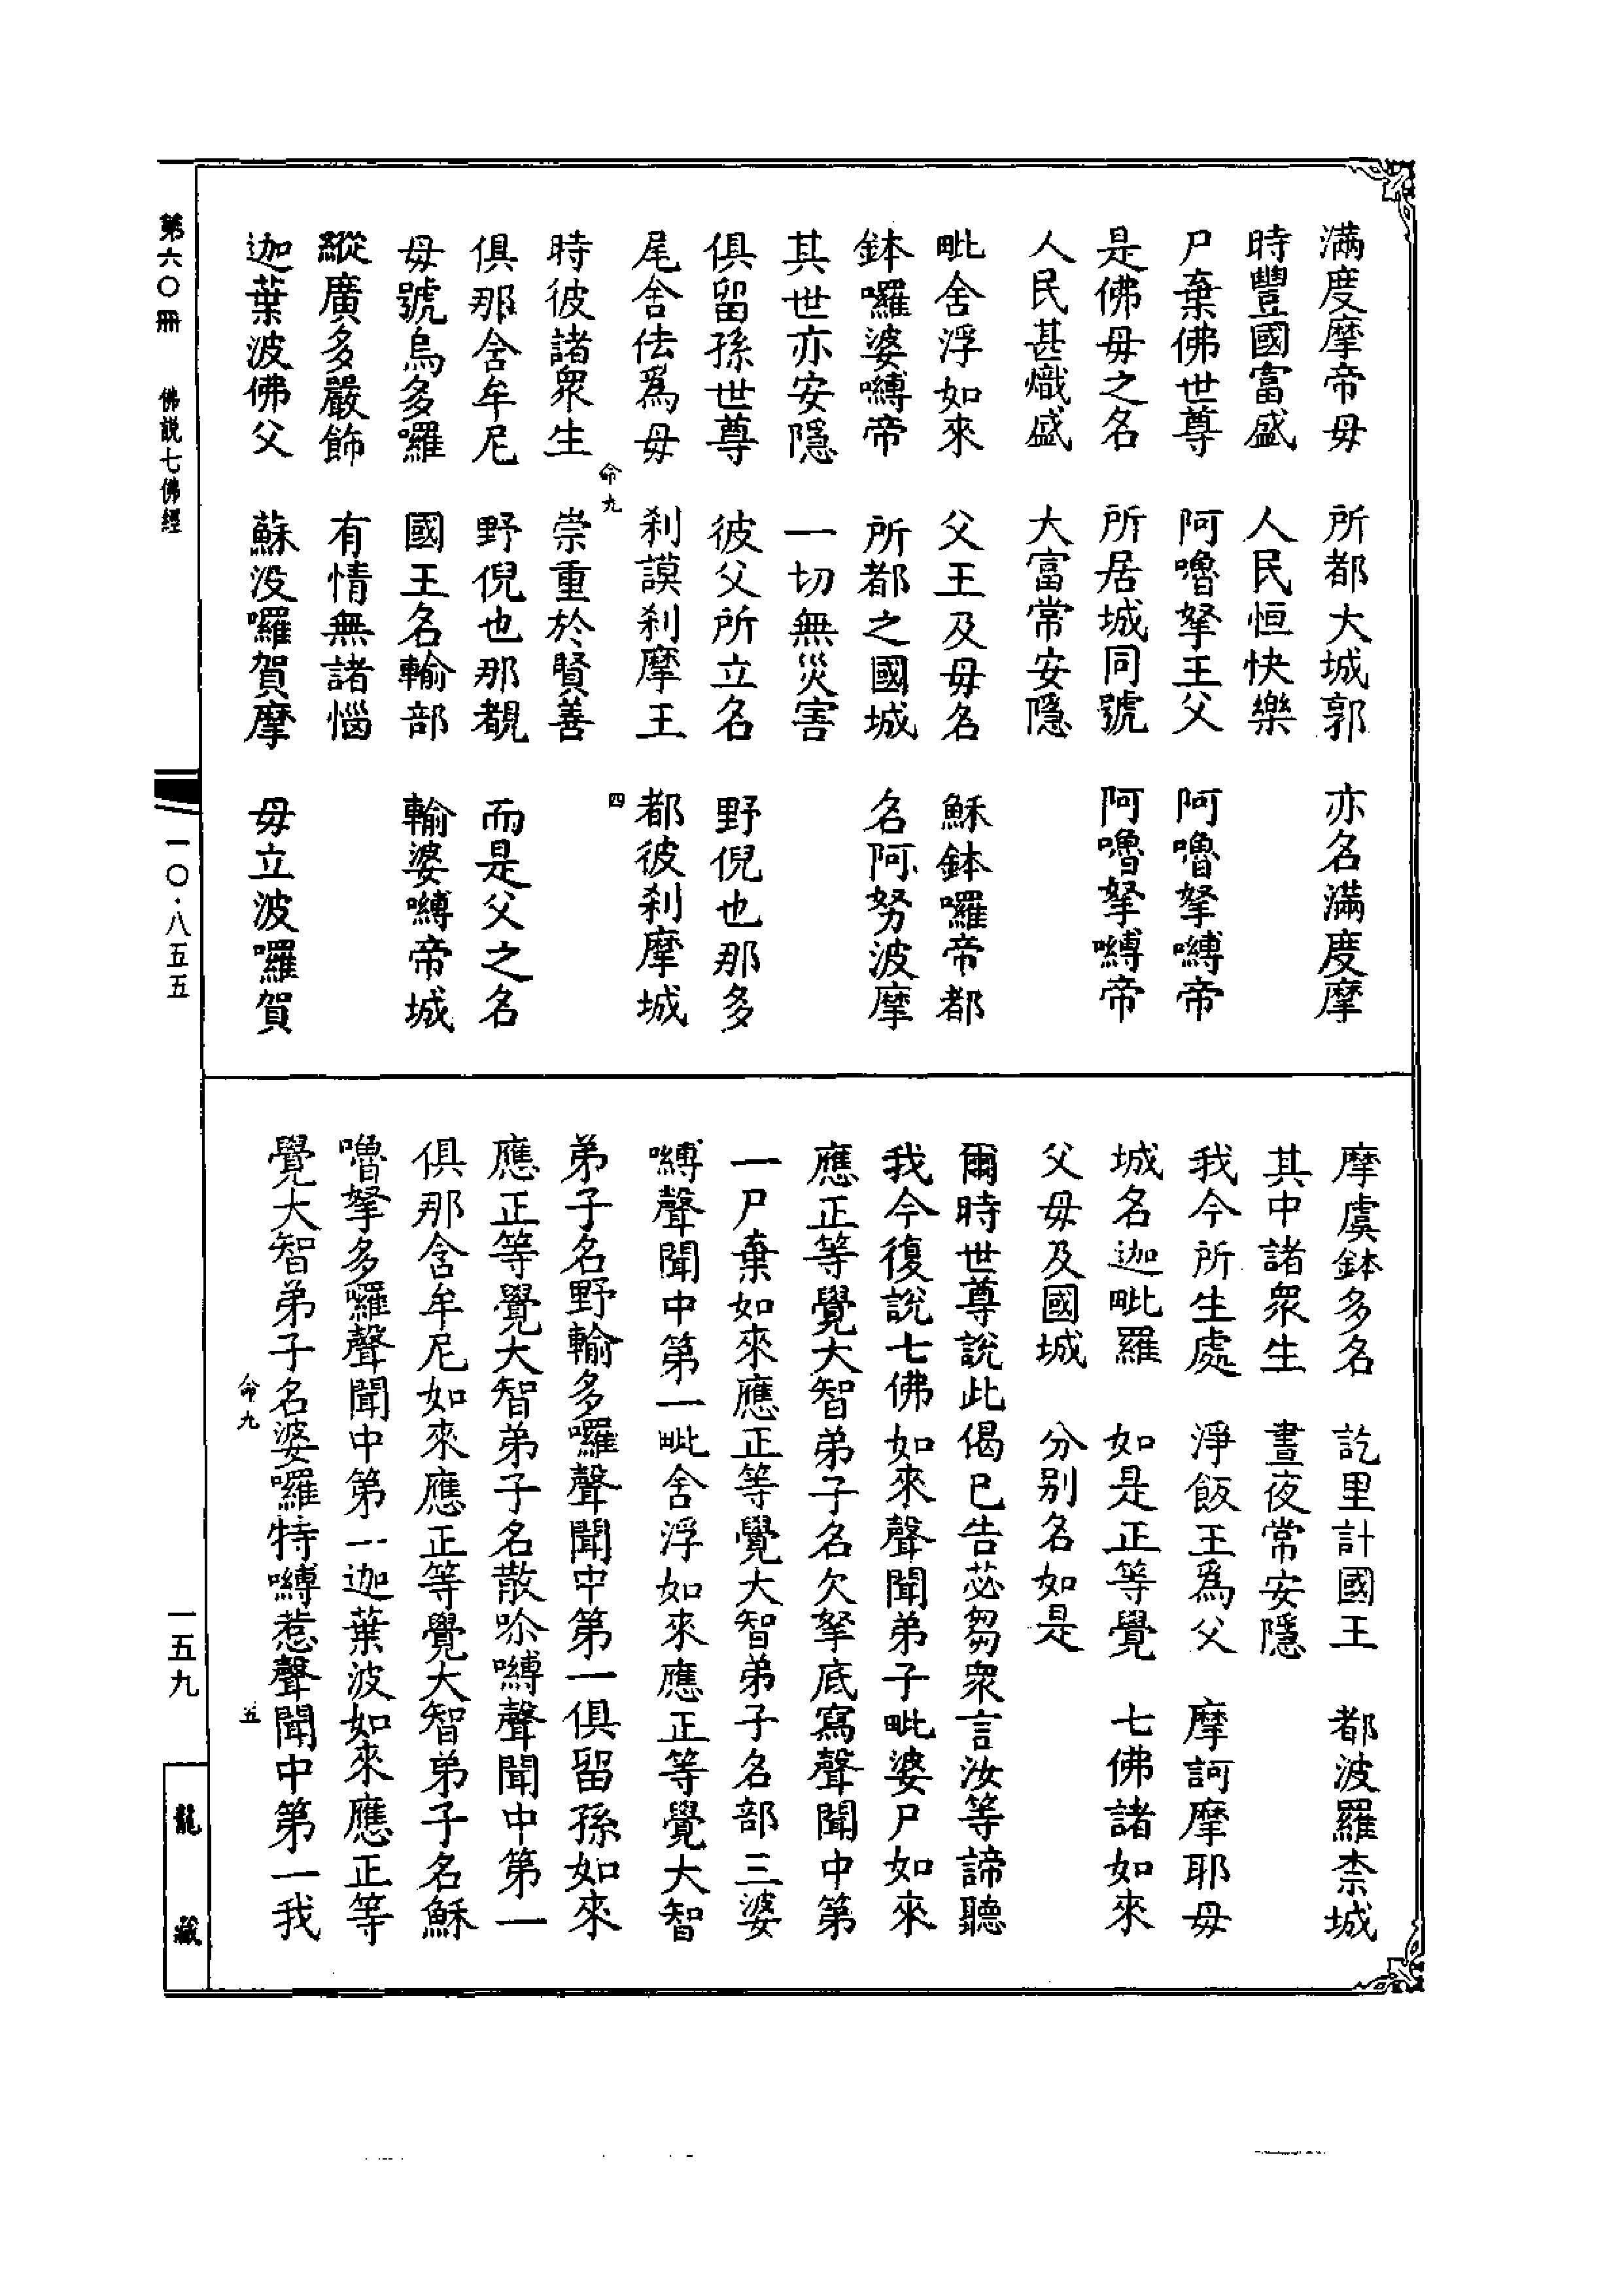 滿度摩帝母　所都大城郭　亦名滿度摩
時豐國富盛　人民恒快樂
尸棄佛世尊　阿嚕拏王父　阿嚕拏嚩帝
是佛母之名　所居城同號　阿嚕拏嚩帝
人民甚熾盛　大富常安隱
毗舍浮如來　父王及母名　穌鉢囉帝都
鉢囉婆嚩帝　所都之國城　名阿努波摩
其世亦安隱　一切無災害
俱留孫世尊　彼父所立名　野倪也那多
尾舍佉爲母　刹謨刹摩王　都彼刹摩城
命九　四
時彼諸衆生　崇重於賢善
俱那含牟尼　野倪也那覩　而是父之名
母號烏多囉　國王名輸部　輸婆嚩帝城
縱廣多嚴飾　有情無諸惱
迦葉波佛父　蘇沒囉賀摩　母立波囉賀
摩虞鉢多名　訖里計國王　都波羅柰城
其中諸衆生　晝夜常安隱
我今所生處　淨飯王爲父　摩訶摩耶母
城名迦毗羅　如是正等覺　七佛諸如來
父母及國城　分別名如是
爾時世尊說此偈已告苾芻衆言汝等諦聽
我今復說七佛如來聲聞弟子毗婆尸如來
應正等覺大智弟子名欠拏底寫聲聞中第
一尸棄如來應正等覺大智弟子名部三婆
嚩聲聞中第一毗舍浮如來應正等覺大智
弟子名野輸多囉聲聞中第一俱留孫如來
應正等覺大智弟子名散吩嚩聲聞中第一
俱那含牟尼如來應正等覺大智弟子名穌
嚕拏多囉聲聞中第一迦葉波如來應正等
覺大智弟子名婆囉特嚩惹聲聞中第一我
命九　五
第六〇冊　佛説七佛經
一〇·八五五
一五九
龍藏